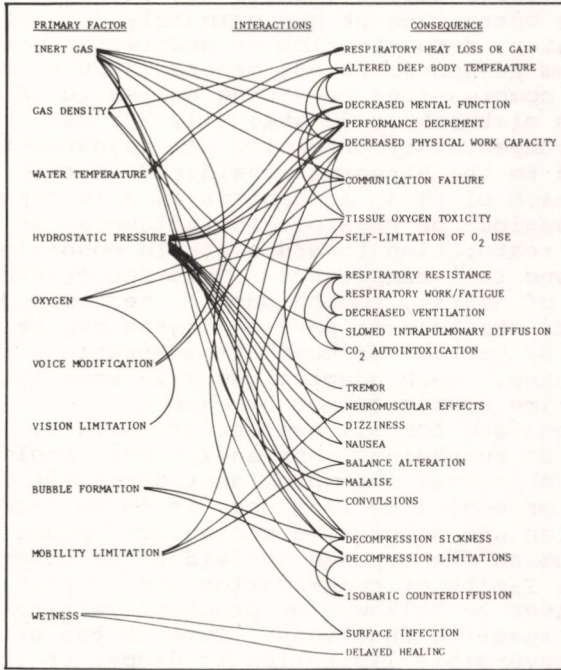 PRIMARY FACTOR INTERACTIONS CONSEQUENCE
INERT GAS
GAS DENSITY
WATER TEMPERATURE
HYDROSTATIC PRESSURE
OXYGEN
VOICE MODIFICATION
VISION LIMITATION
BUBBLE FORMATION
MOBILITY LIMITATION
WETNESS
RESPIRATORY HEAT LOSS OR GAIN
ALTERED DEEP BODY TEMPERATURE
DECREASED MENTAL FUNCTION
PERFORMANCE DECREMENT
DECREASED PHYSICAL WORK CAPACITY
COMMUNICATION FAILURE
TISSUE OXYGEN TOXICITY
SELF-LIMITATION OF O2 USE
RESPIRATORY RESISTANCE
RESPIRATORY WORK/FATIGUE
DECREASED VENTILATION
SLOWED INTRAPULMONARY DIFFUSION
CO2 AUTOINTOXICATION
TREMOR
NEUROMUSCULAR EFFECTS
DIZZINESS
NAUSEA
BALANCE ALTERATION
MALAISE
CONVULSIONS
DECOMPRESSION SICKNESS
DECOMPRESSION LIMITATIONS
ISOBARIC COUNTERDIFFUSION
SURFACE INFECTION
DELAYED HEALING